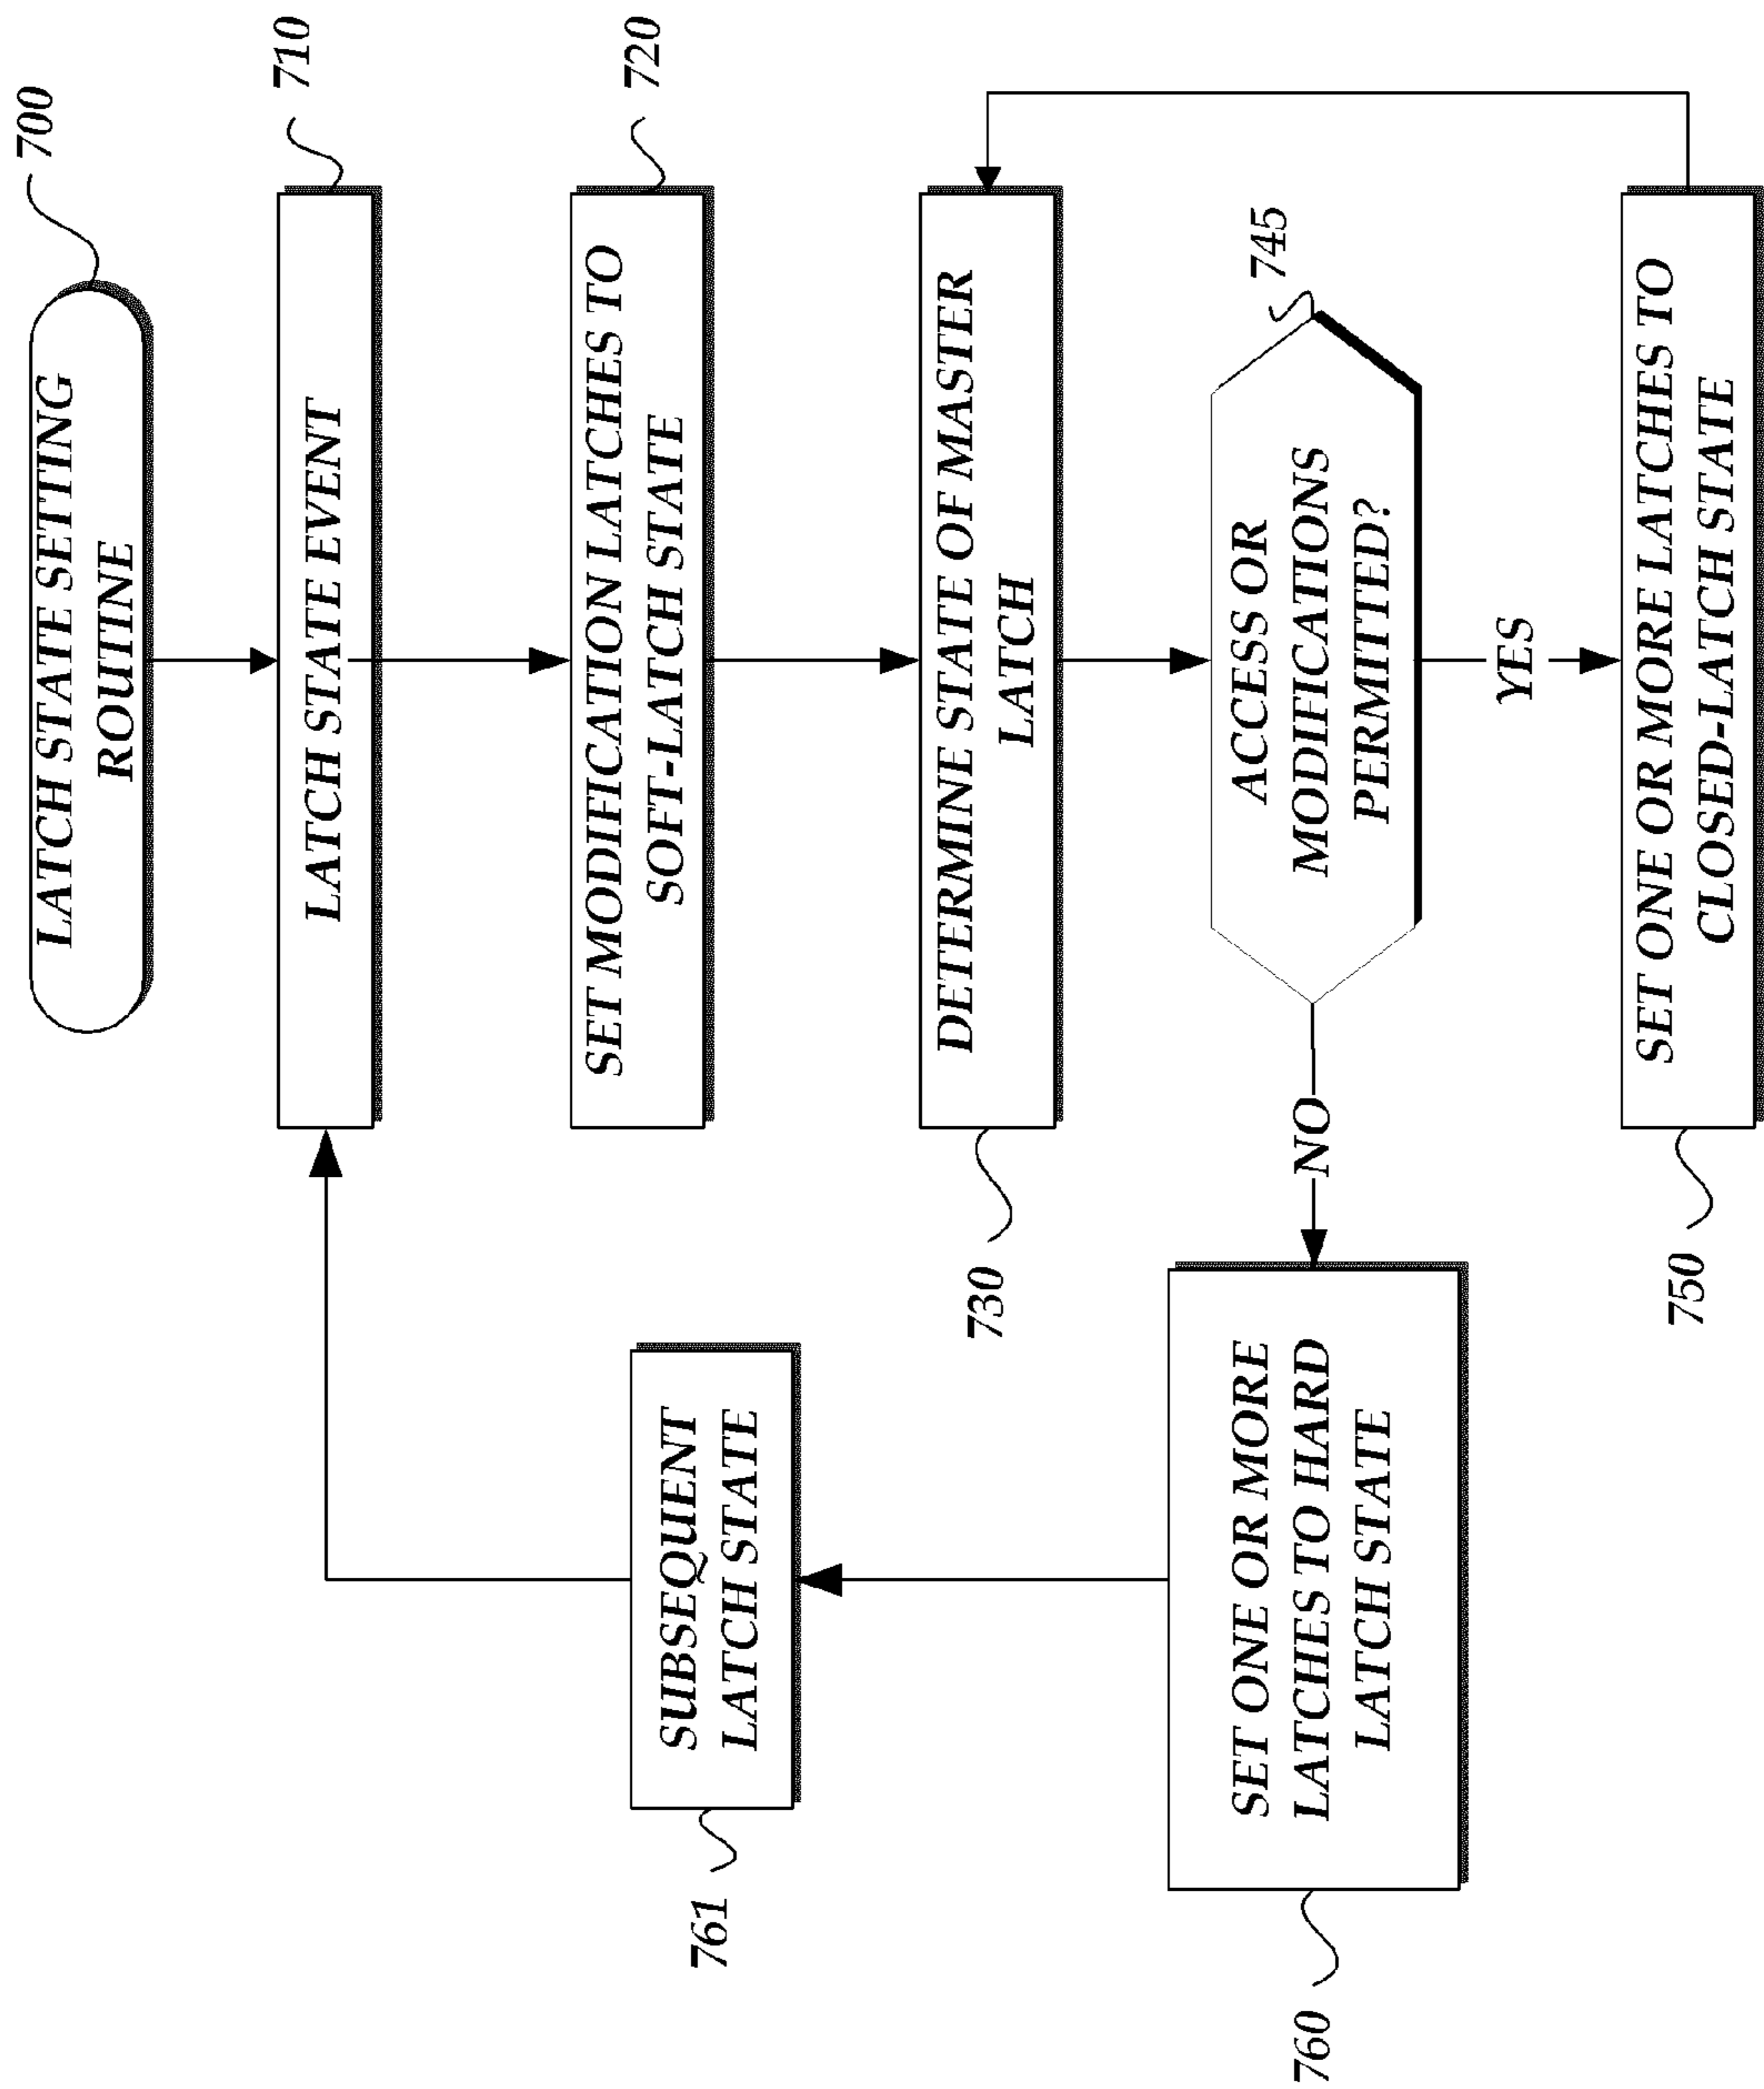 700
LATCH STATE SETTING
ROUTINE
710
LATCH STATE EVENT
720
SET MODIFICATION LATCHES TO
SOFT-LATCH STATE
730
DETERMINE STATE OF MASTER
LATCH
745
ACCESS OR
MODIFICATIONS
PERMITTED?
YES
NO
750
SET ONE OR MORE LATCHES TO
CLOSED-LATCH STATE
760
SET ONE OR MORE
LATCHES TO HARD
LATCH STATE
761
SUBSEQUENT
LATCH STATE